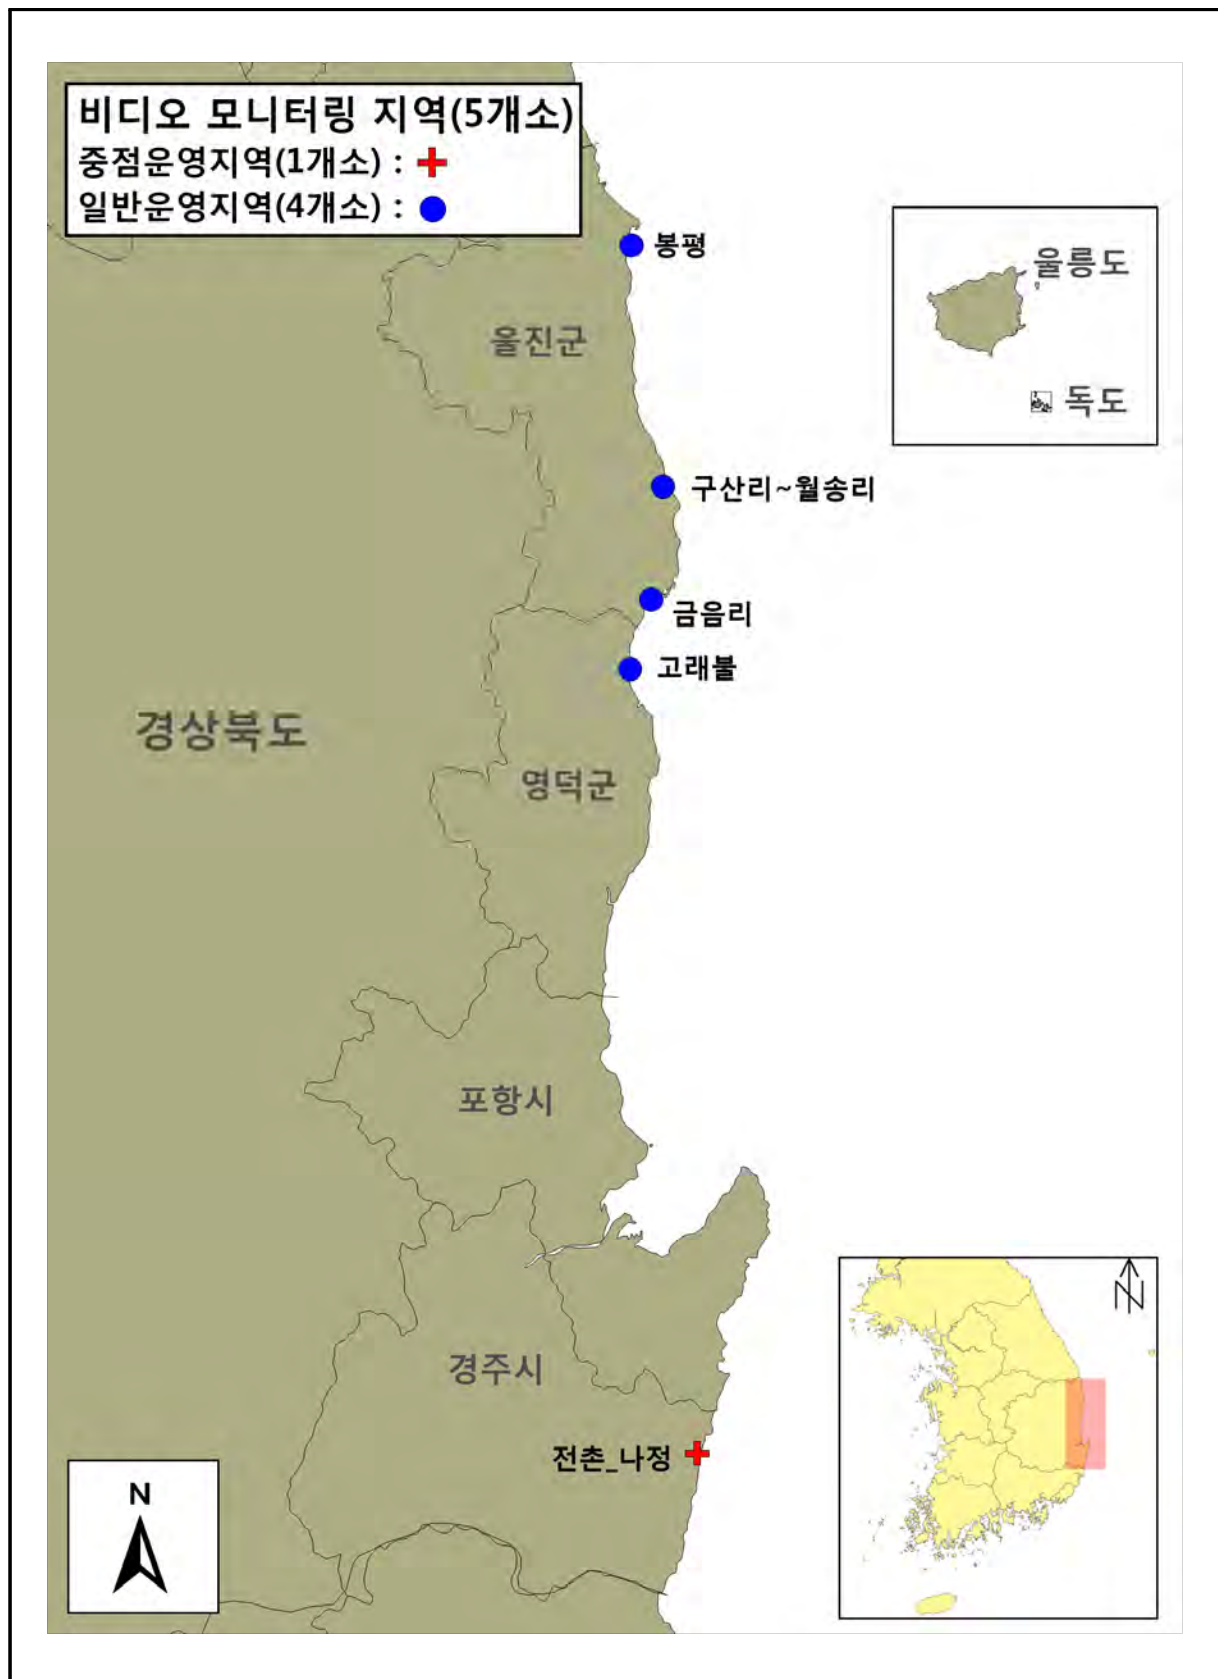 비디오 모니터링 지역(5개소)
중점운영지역(1개소) :
일반운영지역(4개소) :
봉평
울릉도
울진군
독도
구산리~월송리
금음리
고래불
경상북도
영덕군
포항시
경주시
전촌_나정
N
N